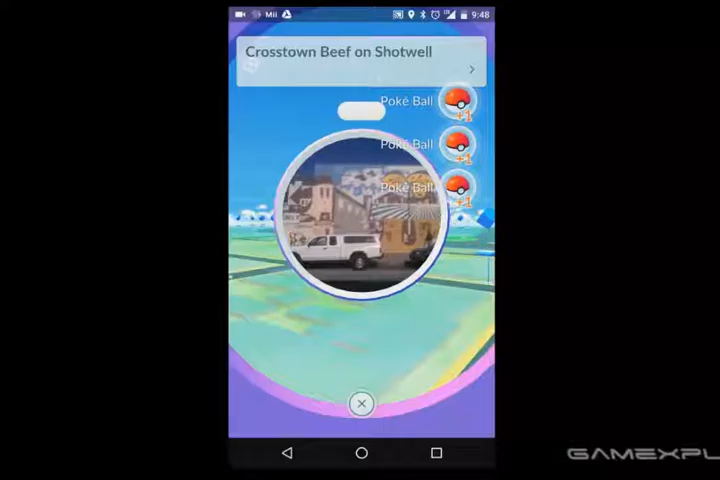 Mii
9:48
Crosstown Beef on Shotwell
Poké Ball
+1
Poké Ball
+1
Poké Ball
+1
GAMEXPL